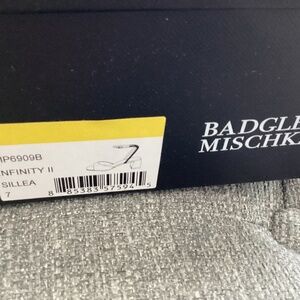 MP6909B
INFINITY II
SILLEA
7
8 85383 57594 5
BADGLE
MISCHK